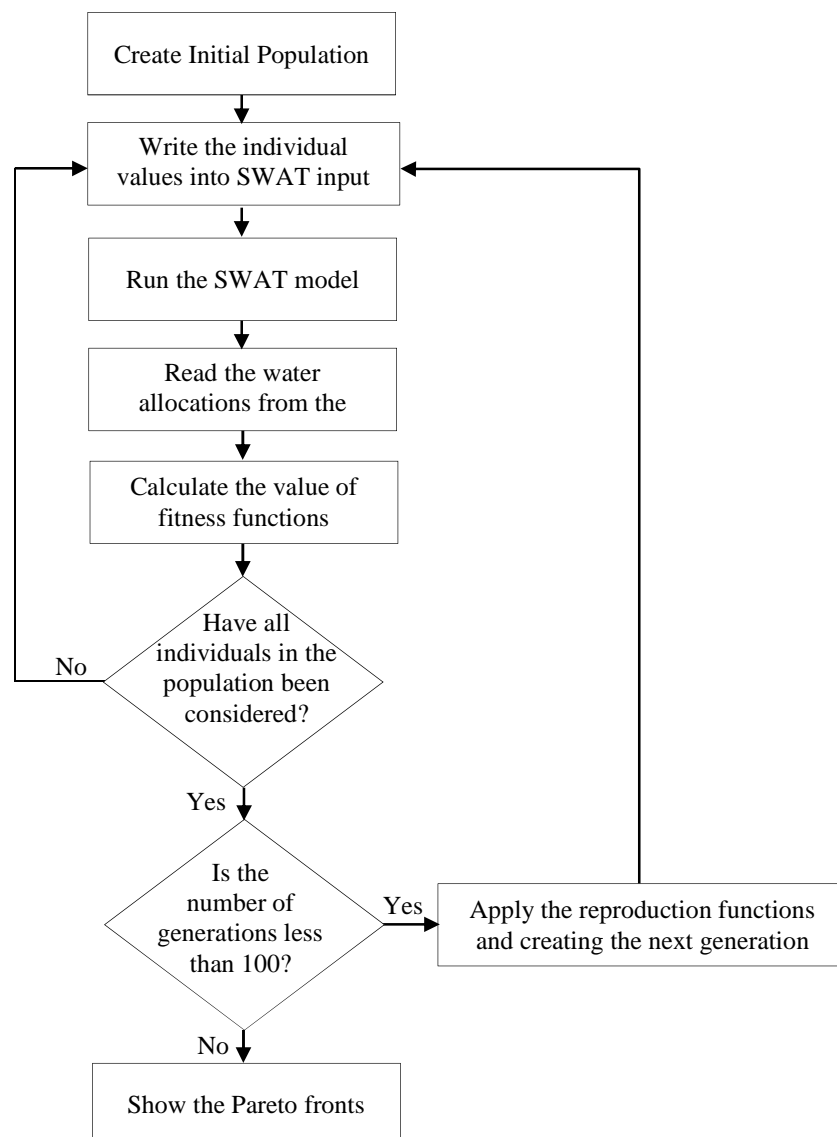 Create Initial Population
Write the individual
values into SWAT input
Run the SWAT model
Read the water
allocations from the
Calculate the value of
fitness functions
Have all
individuals in the
population been
considered?
No
Yes
Is the
number of
generations less
than 100?
Yes
Apply the reproduction functions
and creating the next generation
No
Show the Pareto fronts